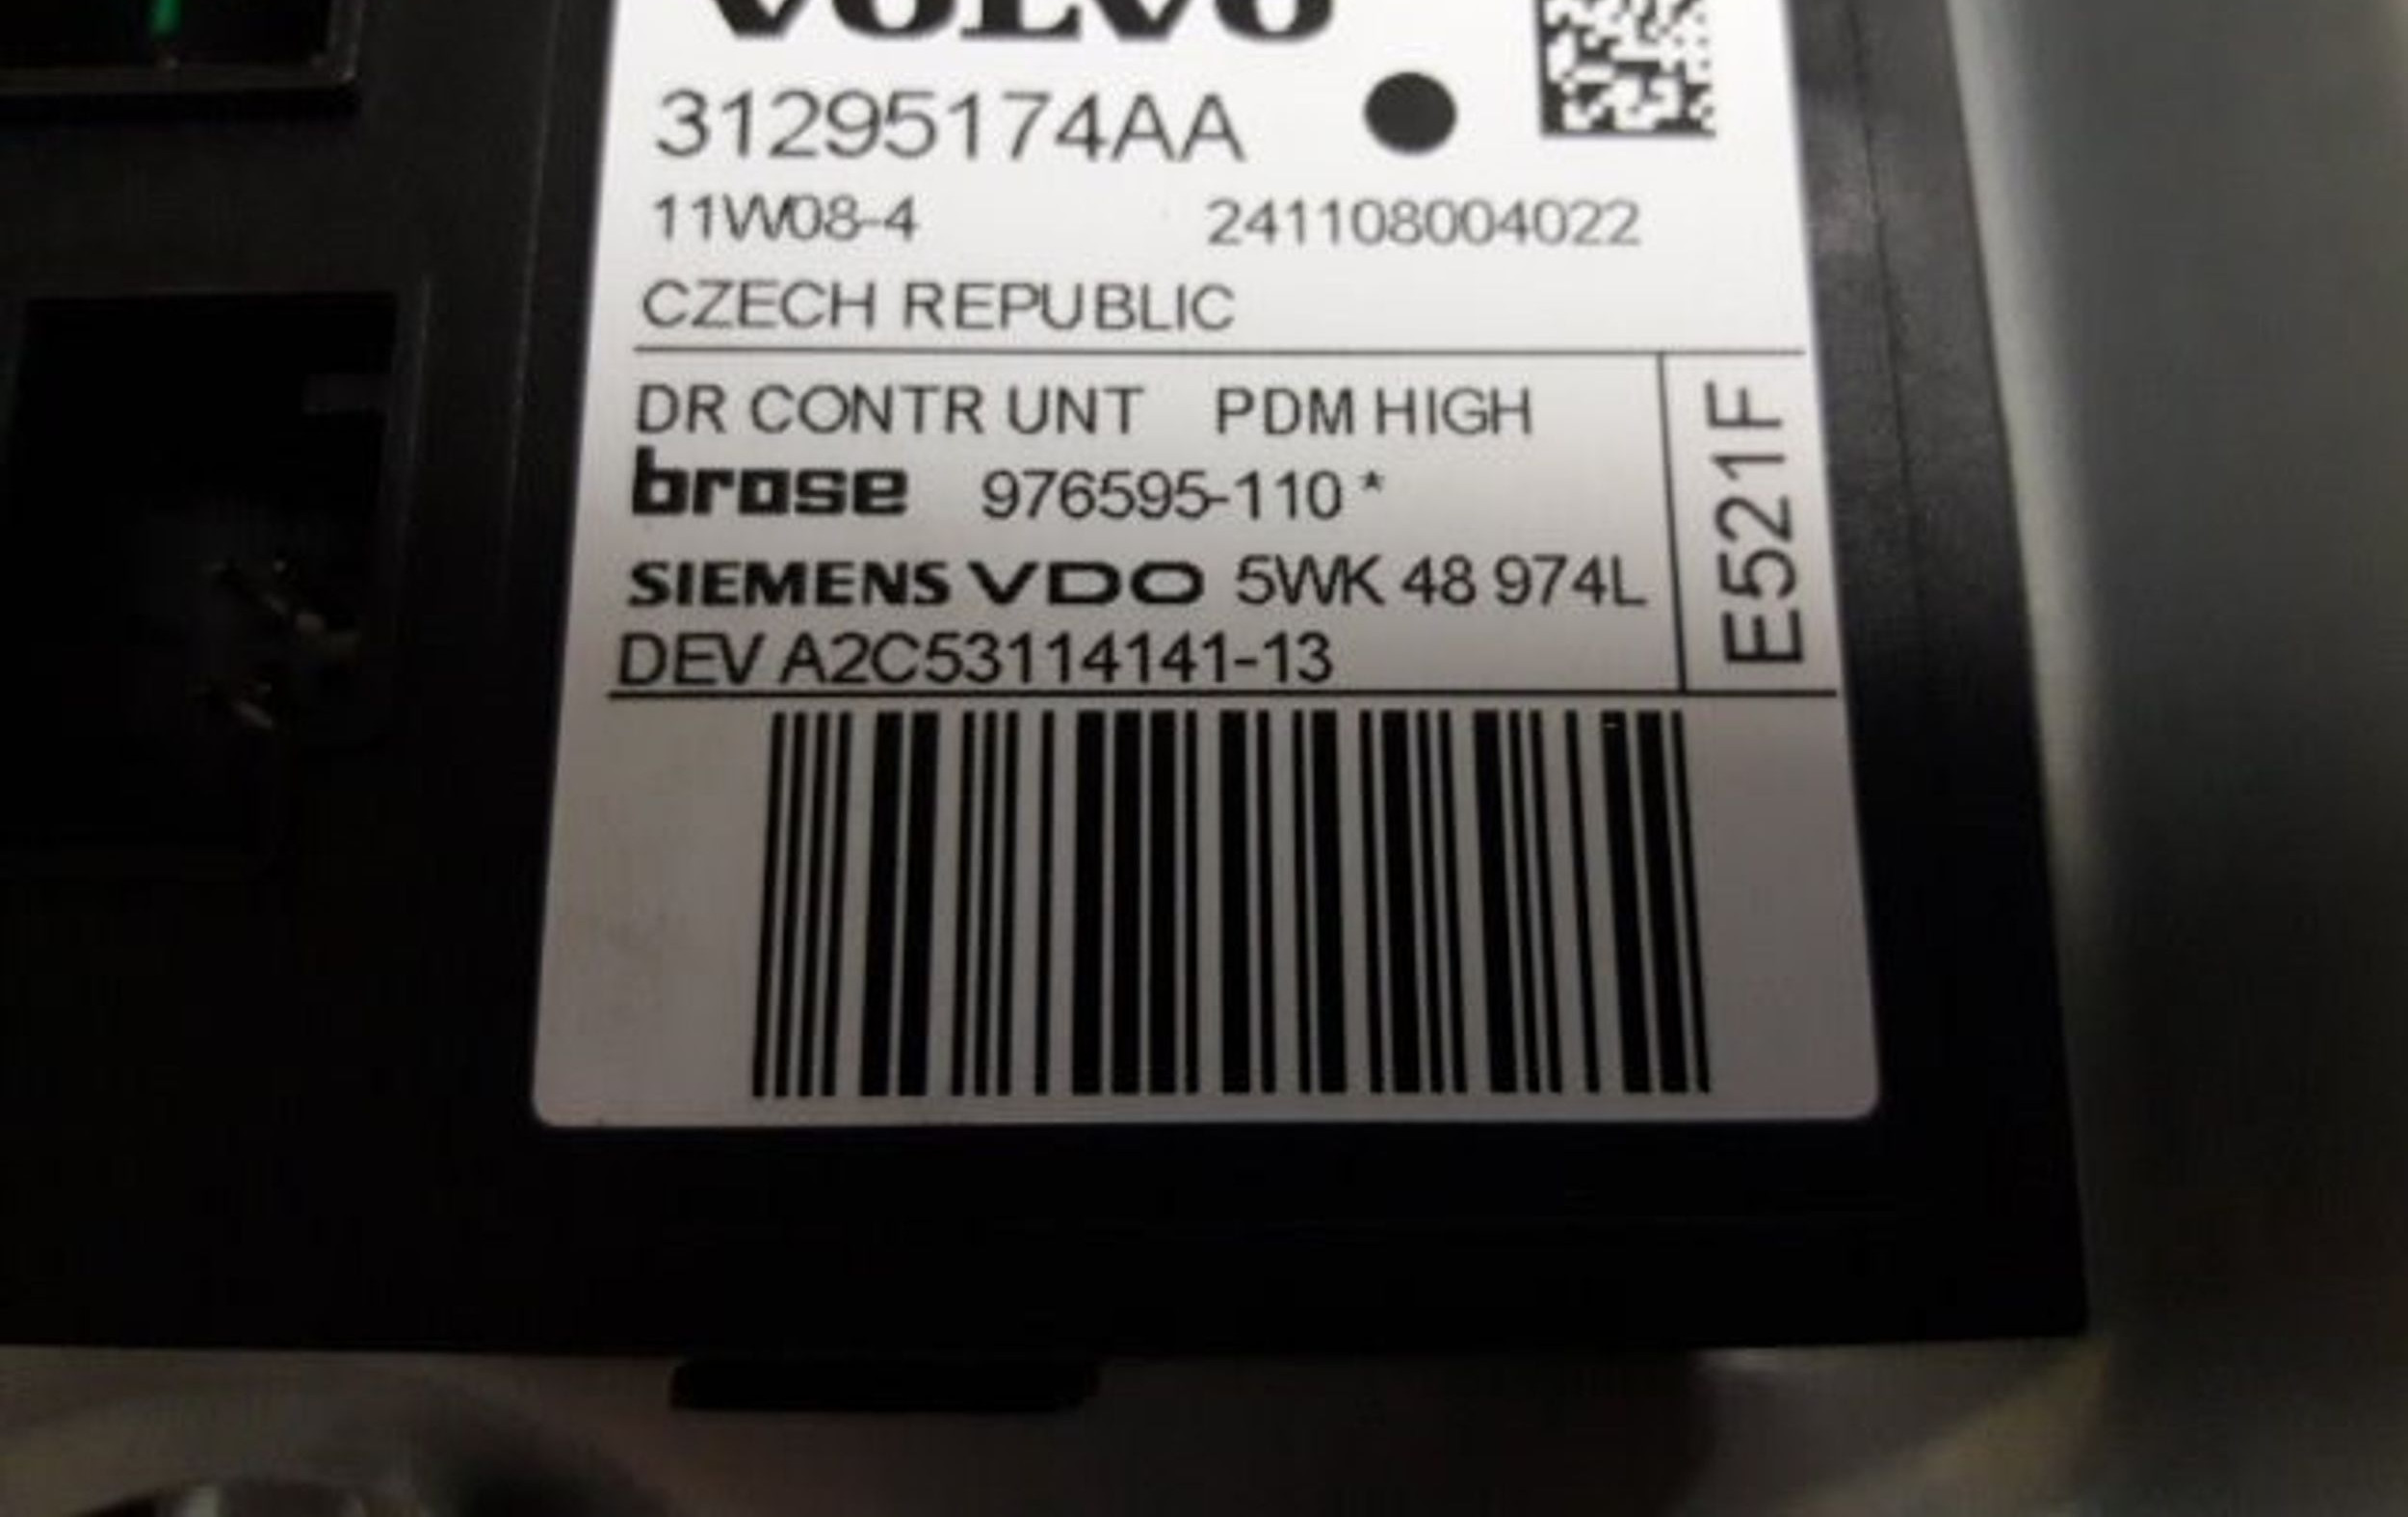 VOLVO
31295174AA
11W08-4 241108004022
CZECH REPUBLIC
DR CONTR UNT PDM HIGH
brose 976595-110 *
SIEMENS VDO 5WK 48 974L
DEV A2C53114141-13
E521F